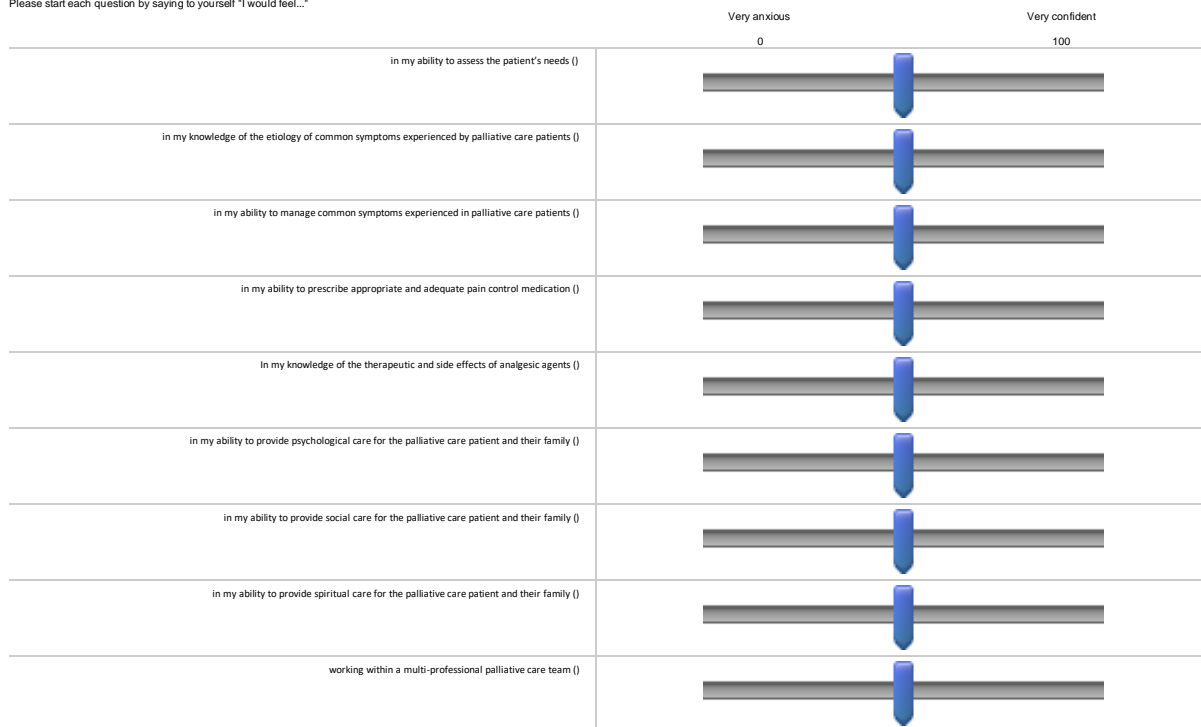 Please start each question by saying to yourself "I would feel..."
Very anxious Very confident
0 100
in my ability to assess the patient's needs ()
in my knowledge of the etiology of common symptoms experienced by palliative care patients ()
in my ability to manage common symptoms experienced in palliative care patients ()
in my ability to prescribe appropriate and adequate pain control medication ()
In my knowledge of the therapeutic and side effects of analgesic agents ()
in my ability to provide psychological care for the palliative care patient and their family ()
in my ability to provide social care for the palliative care patient and their family ()
in my ability to provide spiritual care for the palliative care patient and their family ()
working within a multi-professional palliative care team ()